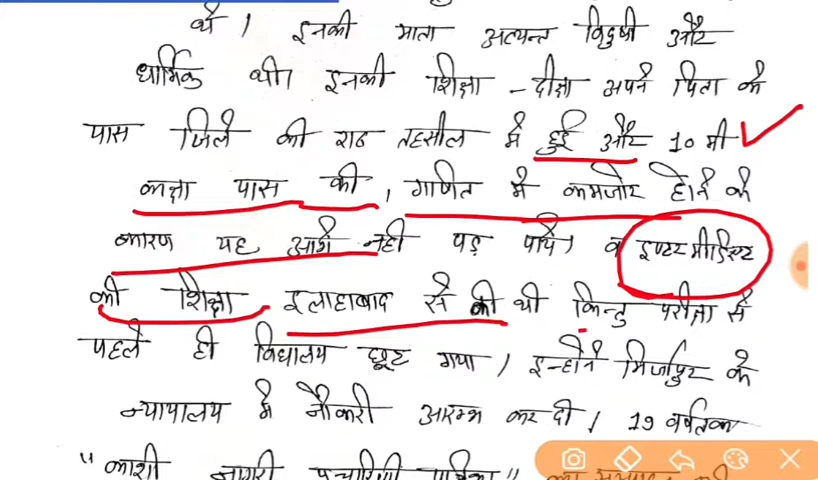 थे। इनकी माता अत्यन्त विदुषी और
धार्मिक थी। इनकी शिक्षा - दीक्षा अपने पिता के
पास जिले की राठ तहसील मे हुई और 10 मी
कक्षा पास की, गणित मे कमजोर होने के
कारण यह आगे नही पड़ पाये। व इण्टरमीडिएट
की शिक्षा इलाहाबाद से की थी किन्तु परीक्षा से
पहले ही विद्यालय छूट गया। इन्होने मिर्जापुर के
न्यायालय मे नौकरी आरम्भ कर दी। 19 वर्ष तक
"काशी नागरी प्रचारिणी पत्रिका" का